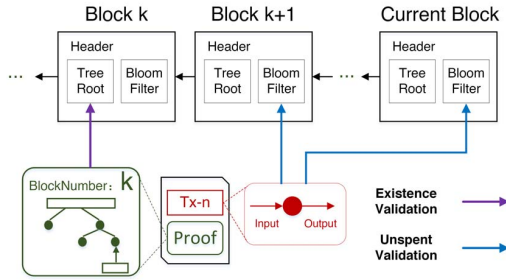 Block k
Block k+1
Current Block
Header
Header
Header
Tree Root
Bloom Filter
Tree Root
Bloom Filter
Tree Root
Bloom Filter
...
...
BlockNumber: k
Tx-n
Proof
Input
Output
Existence Validation
Unspent Validation